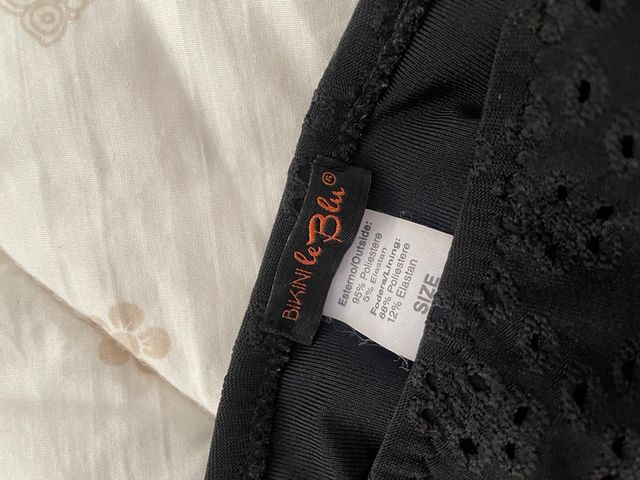 BIKINI le Blu®
Esterno/Outside:
95% Poliestere
5% Elastan
Fodera/Lining:
88% Poliestere
12% Elastan
SIZE